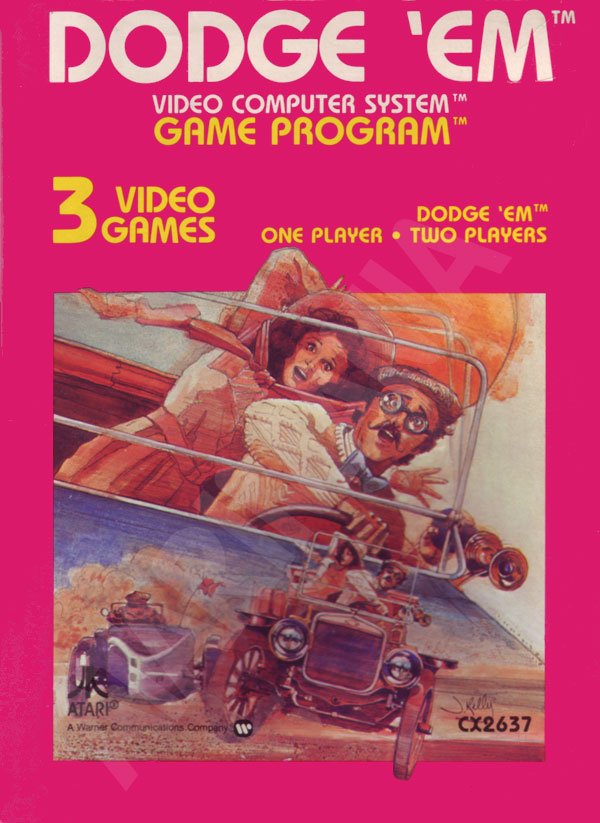 DODGE 'EM™
VIDEO COMPUTER SYSTEM™
GAME PROGRAM™
3 VIDEO GAMES
DODGE 'EM™
ONE PLAYER • TWO PLAYERS
ATARI®
A Warner Communications Company
J. Kelly
CX2637